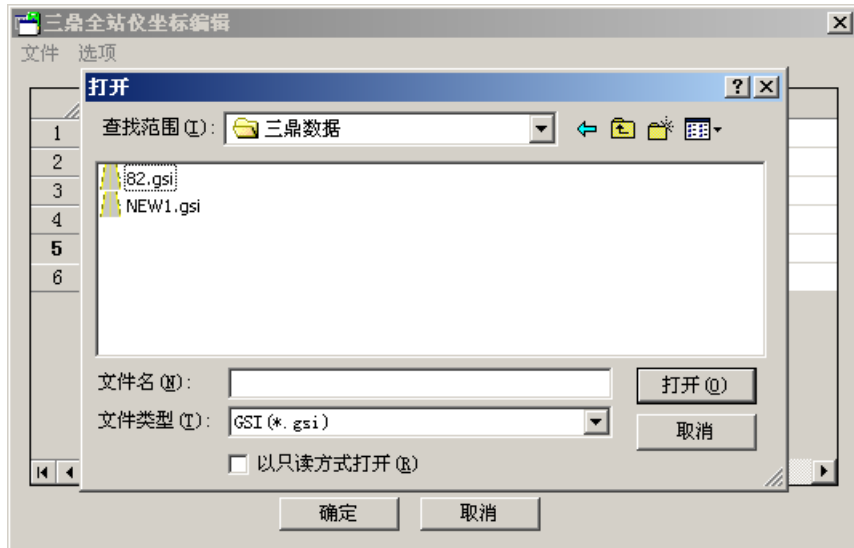 三鼎全站仪坐标编辑
文件 选项
打开
查找范围(I): 三鼎数据
82.gsi
NEW1.gsi
1
2
3
4
5
6
文件名(N): 打开(O)
文件类型(T): GSI(*.gsi) 取消
以只读方式打开(R)
确定 取消